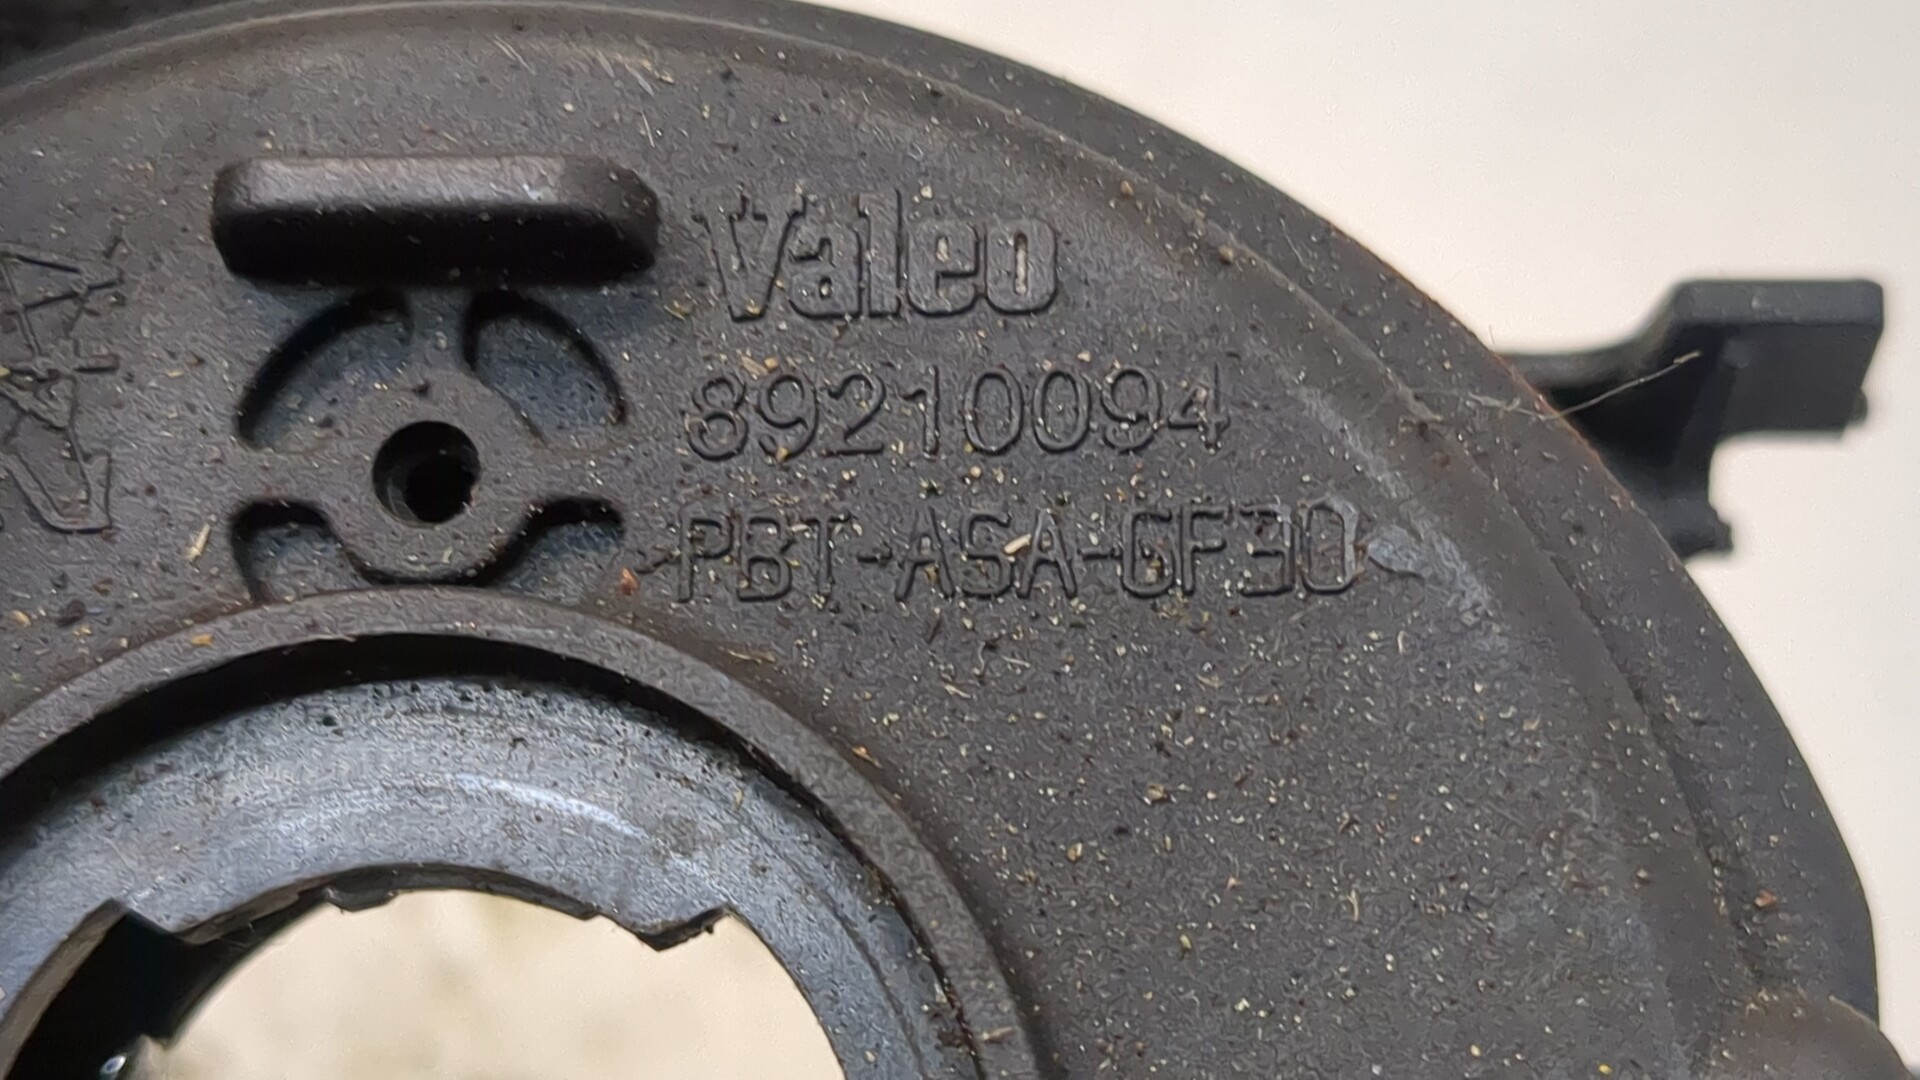 Valeo
89210094
>PBT-ASA-GF30<